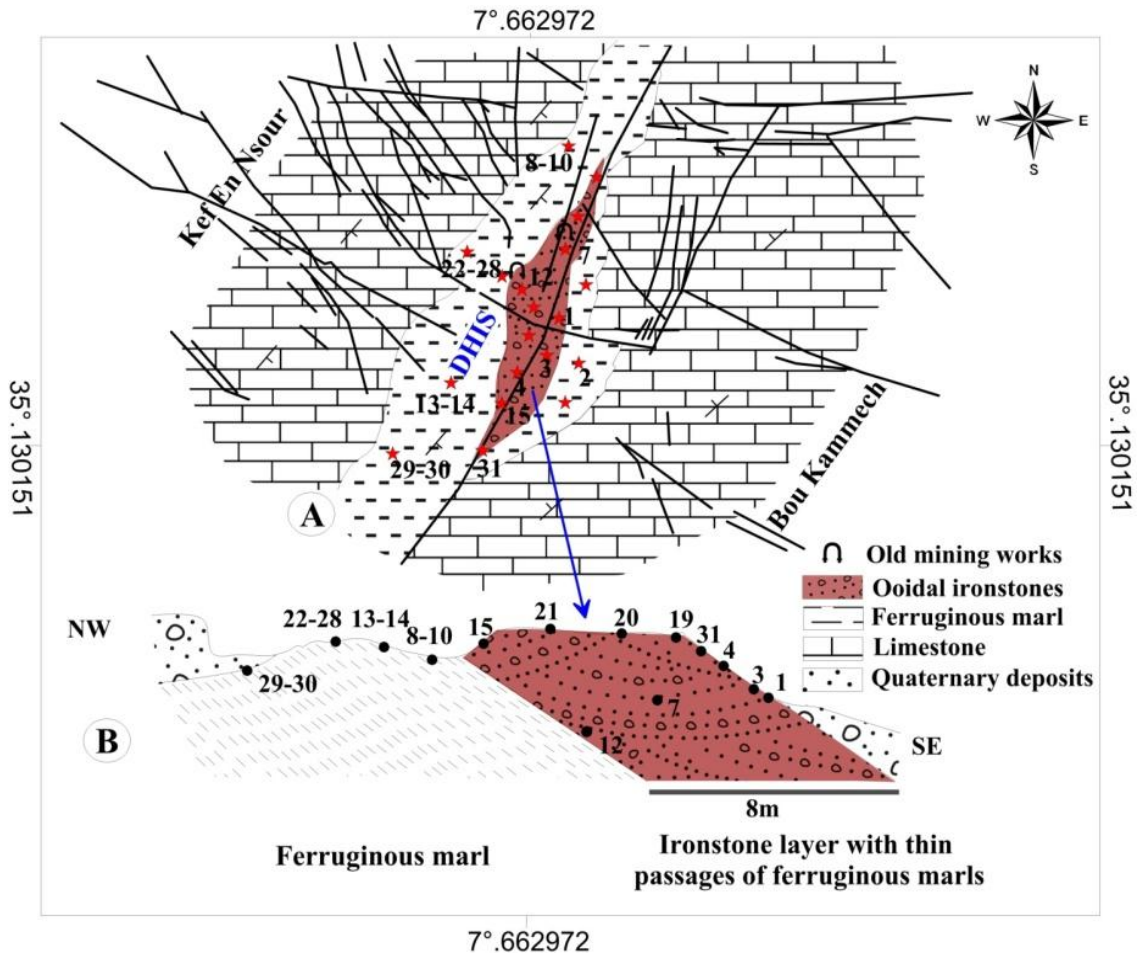 7°.662972
N
W
E
S
Kef En Nsour
8-10
7
22-28
12
DHIS
1
3
2
4
13-14
15
29-30
31
35°.130151
35°.130151
A
Bou Kammech
Old mining works
Ooidal ironstones
Ferruginous marl
Limestone
Quaternary deposits
NW
22-28
13-14
8-10
15
21
20
19
31
4
3
1
29-30
7
12
B
SE
8m
Ferruginous marl
Ironstone layer with thin
passages of ferruginous marls
7°.662972